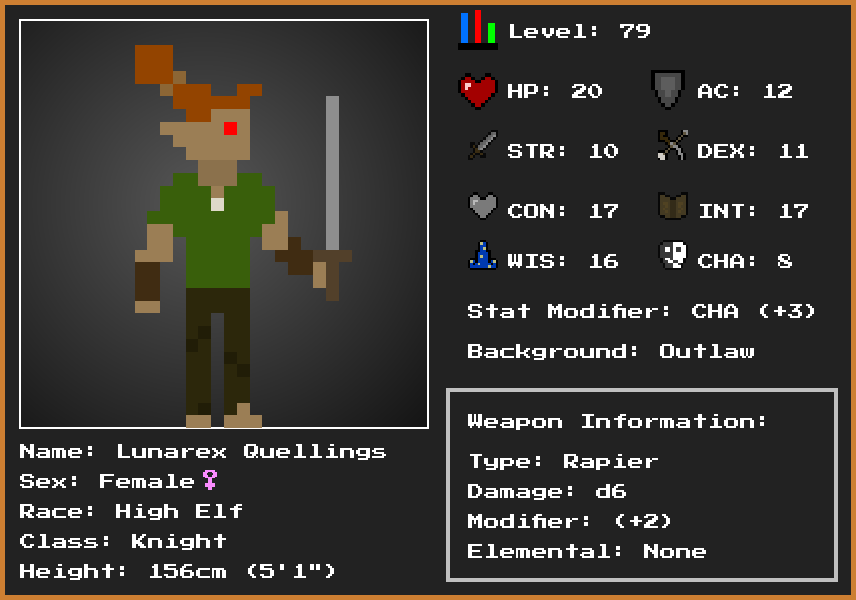 Level: 79
HP: 20
AC: 12
STR: 10
DEX: 11
CON: 17
INT: 17
WIS: 16
CHA: 8
Stat Modifier: CHA (+3)
Background: Outlaw
Weapon Information:
Type: Rapier
Damage: d6
Modifier: (+2)
Elemental: None
Name: Lunarex Quellings
Sex: Female♀
Race: High Elf
Class: Knight
Height: 156cm (5'1")